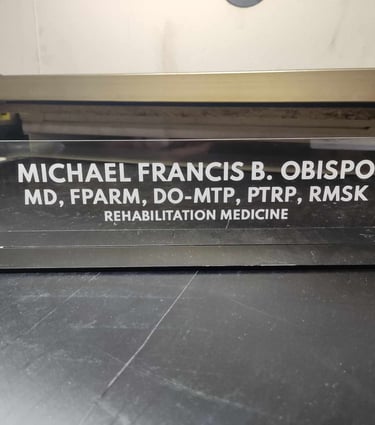 MICHAEL FRANCIS B. OBISPO
MD, FPARM, DO-MTP, PTRP, RMSK
REHABILITATION MEDICINE